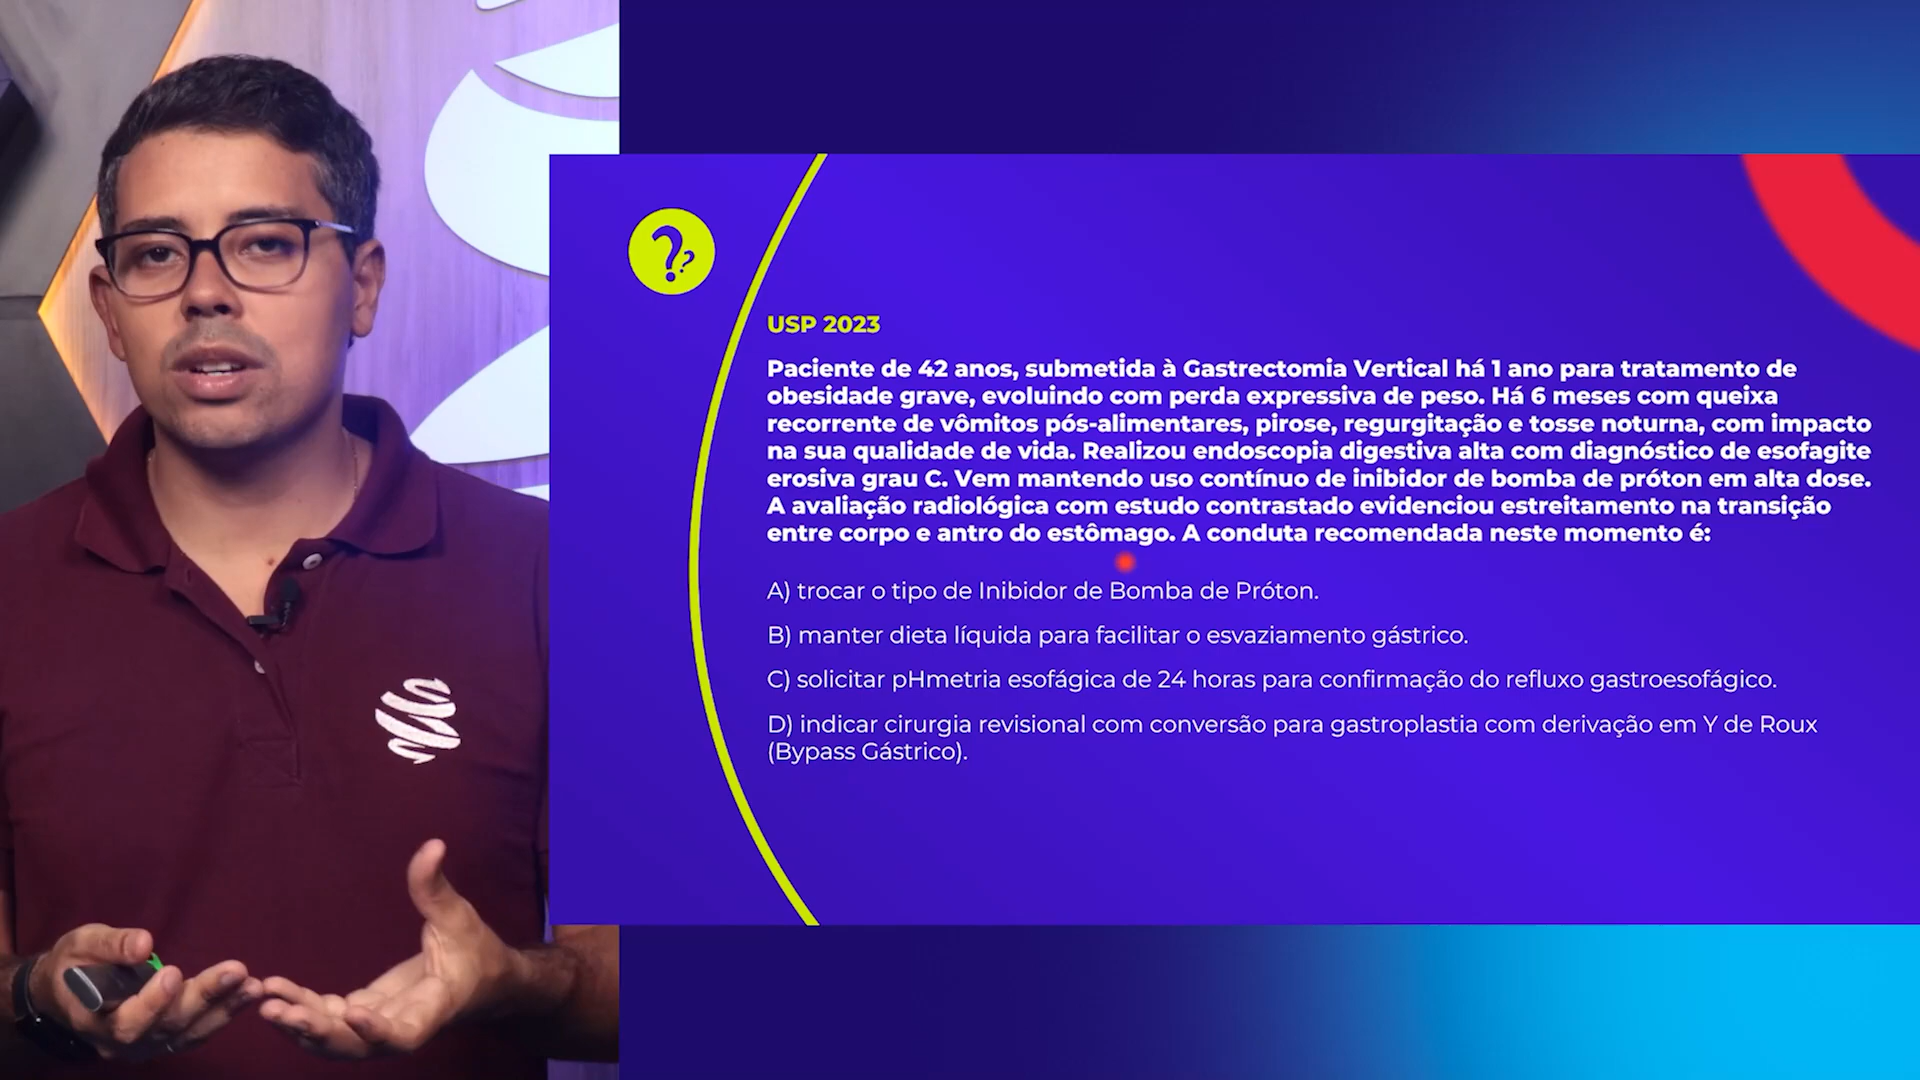 USP 2023
Paciente de 42 anos, submetida à Gastrectomia Vertical há 1 ano para tratamento de
obesidade grave, evoluindo com perda expressiva de peso. Há 6 meses com queixa
recorrente de vômitos pós-alimentares, pirose, regurgitação e tosse noturna, com impacto
na sua qualidade de vida. Realizou endoscopia digestiva alta com diagnóstico de esofagite
erosiva grau C. Vem mantendo uso contínuo de inibidor de bomba de próton em alta dose.
A avaliação radiológica com estudo contrastado evidenciou estreitamento na transição
entre corpo e antro do estômago. A conduta recomendada neste momento é:
A) trocar o tipo de Inibidor de Bomba de Próton.
B) manter dieta líquida para facilitar o esvaziamento gástrico.
C) solicitar pHmetria esofágica de 24 horas para confirmação do refluxo gastroesofágico.
D) indicar cirurgia revisional com conversão para gastroplastia com derivação em Y de Roux
(Bypass Gástrico).